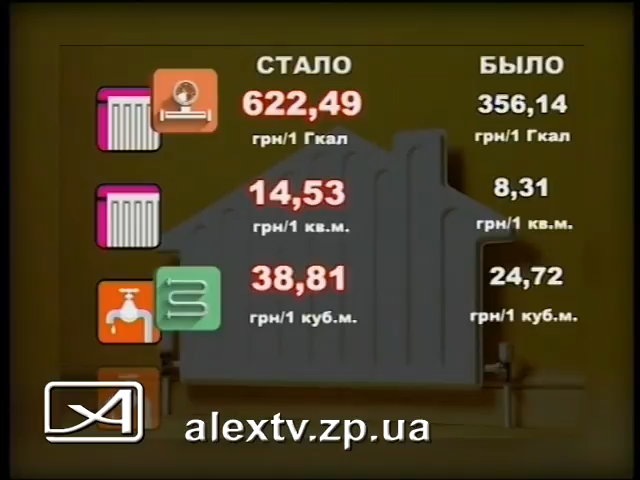 СТАЛО БЫЛО
622,49 356,14
грн/1 Гкал грн/1 Гкал
14,53 8,31
грн/1 кв.м. грн/1 кв.м.
38,81 24,72
грн/1 куб.м. грн/1 куб.м.
alextv.zp.ua